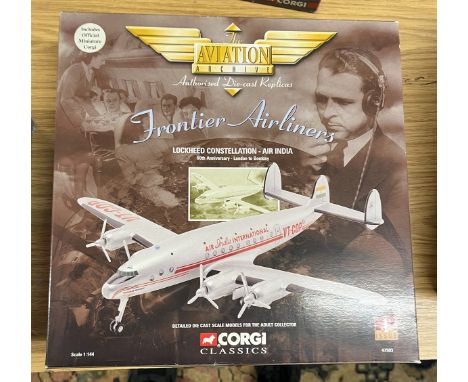 CORGI
Includes
Official
Miniature
Corgi
The
AVIATION
ARCHIVE
Authorised Die-cast Replicas
Frontier Airliners
LOCKHEED CONSTELLATION - AIR INDIA
50th Anniversary - London to Bombay
AIR India INTERNATIONAL
VT-CQP
DETAILED DIE CAST SCALE MODELS FOR THE ADULT COLLECTOR
CORGI
CLASSICS
Scale 1:144